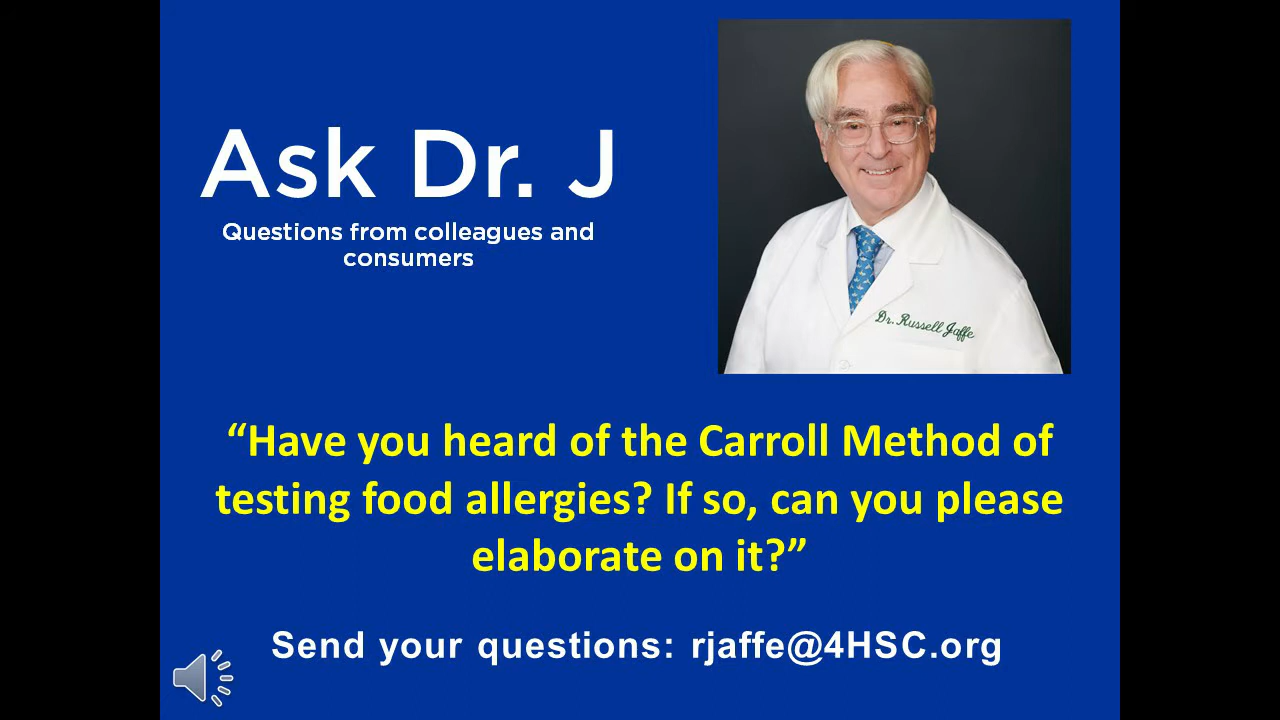 Ask Dr. J
Questions from colleagues and
consumers
Dr. Russell Jaffe
“Have you heard of the Carroll Method of
testing food allergies? If so, can you please
elaborate on it?”
Send your questions: rjaffe@4HSC.org